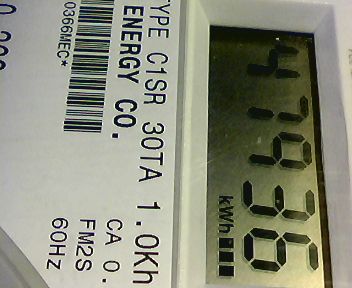 47936
kWh
TYPE C1SR 30TA 1.0Kh
ENERGY CO.
CA 0.
FM2S
60HZ
0366MEC*